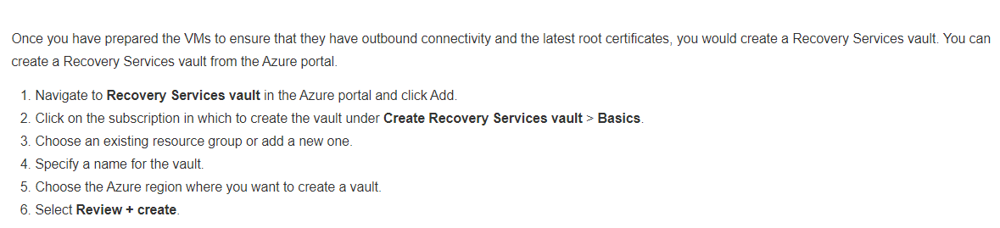 Once you have prepared the VMs to ensure that they have outbound connectivity and the latest root certificates, you would create a Recovery Services vault. You can
create a Recovery Services vault from the Azure portal.
1. Navigate to Recovery Services vault in the Azure portal and click Add.
2. Click on the subscription in which to create the vault under Create Recovery Services vault > Basics.
3. Choose an existing resource group or add a new one.
4. Specify a name for the vault.
5. Choose the Azure region where you want to create a vault.
6. Select Review + create.